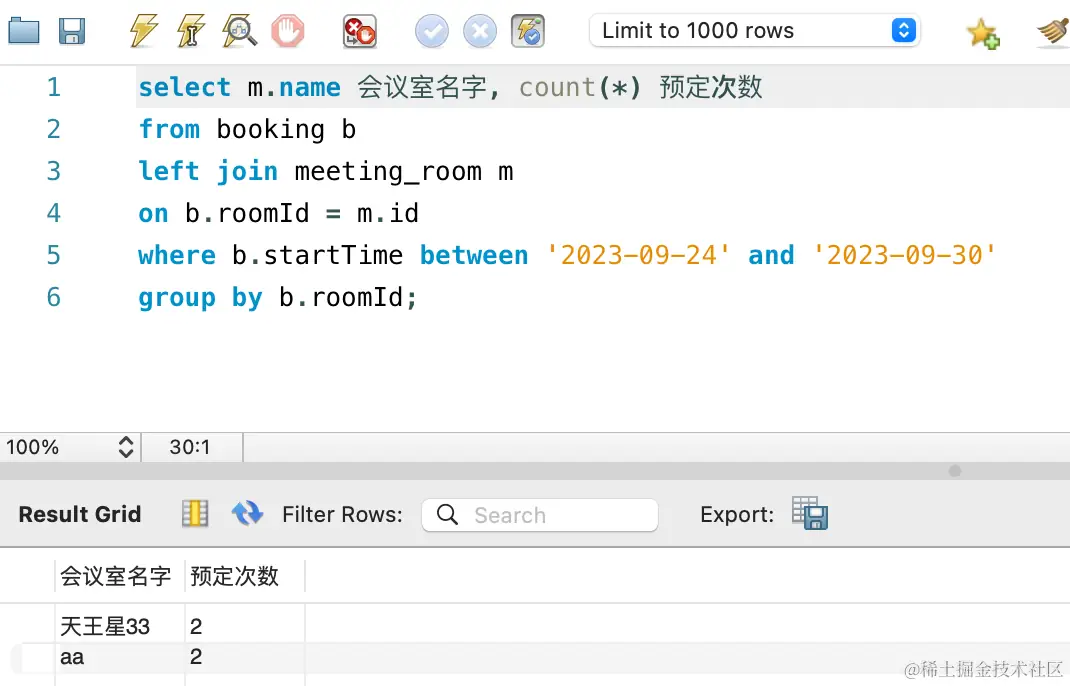 Limit to 1000 rows
1 select m.name 会议室名字, count(*) 预定次数
2 from booking b
3 left join meeting_room m
4 on b.roomId = m.id
5 where b.startTime between '2023-09-24' and '2023-09-30'
6 group by b.roomId;
100% 30:1
Result Grid Filter Rows: Search Export:
会议室名字 预定次数
天王星33 2
aa 2
@稀土掘金技术社区